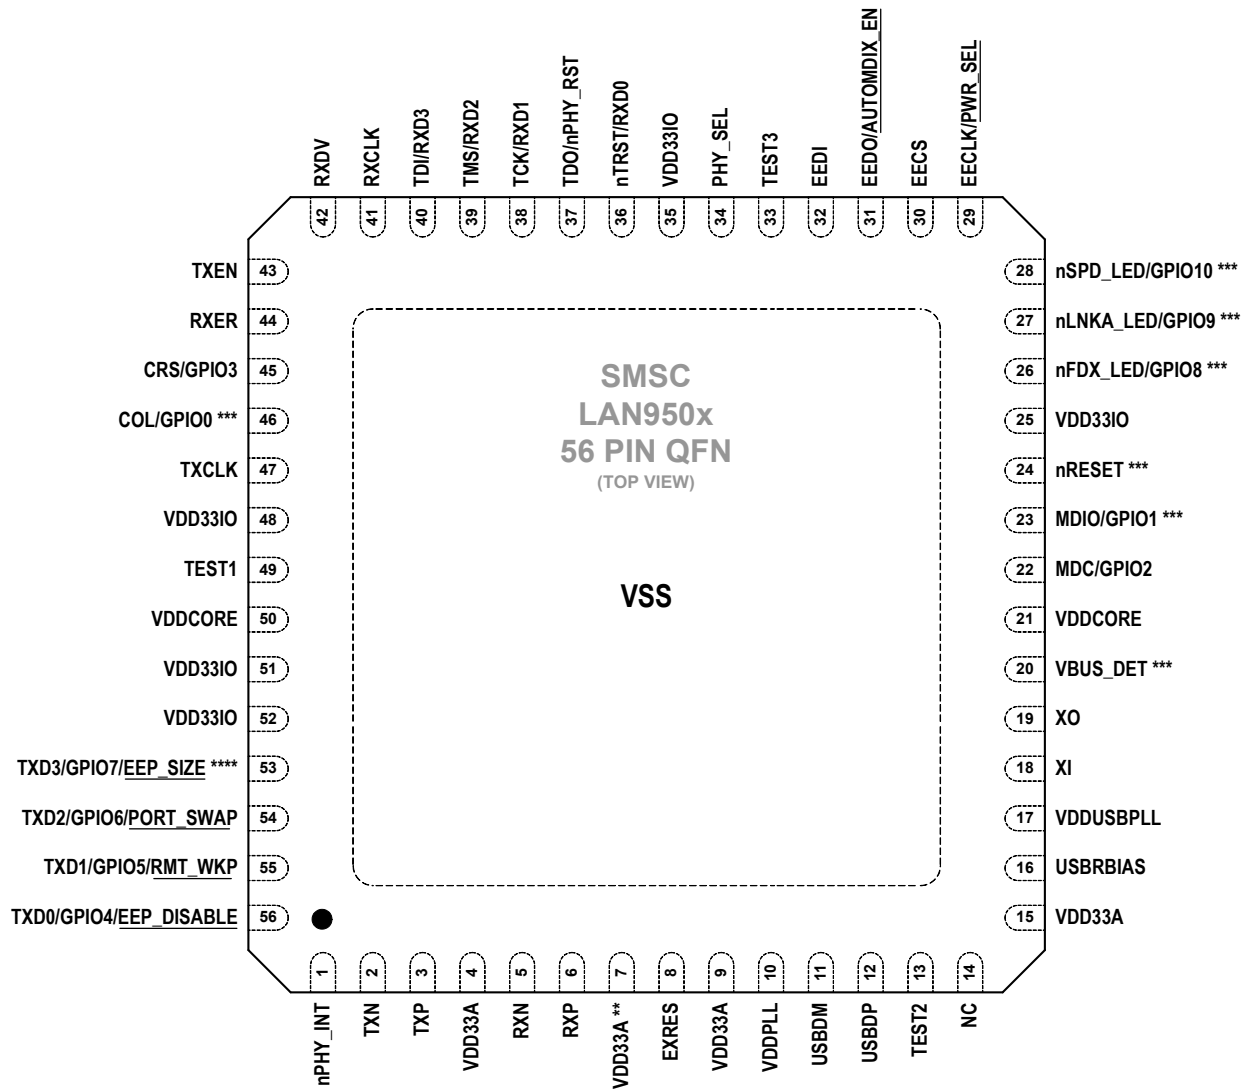 RXDV
RXCLK
TDI/RXD3
TMS/RXD2
TCK/RXD1
TDO/nPHY_RST
nTRST/RXD0
VDD33IO
PHY_SEL
TEST3
EEDI
EEDO/AUTOMDIX_EN
EECS
EECLK/PWR_SEL
42
41
40
39
38
37
36
35
34
33
32
31
30
29
TXEN 43
RXER 44
CRS/GPIO3 45
COL/GPIO0 *** 46
TXCLK 47
VDD33IO 48
TEST1 49
VDDCORE 50
VDD33IO 51
VDD33IO 52
TXD3/GPIO7/EEP_SIZE **** 53
TXD2/GPIO6/PORT_SWAP 54
TXD1/GPIO5/RMT_WKP 55
TXD0/GPIO4/EEP_DISABLE 56
SMSC
LAN950x
56 PIN QFN
(TOP VIEW)
VSS
28 nSPD_LED/GPIO10 ***
27 nLNKA_LED/GPIO9 ***
26 nFDX_LED/GPIO8 ***
25 VDD33IO
24 nRESET ***
23 MDIO/GPIO1 ***
22 MDC/GPIO2
21 VDDCORE
20 VBUS_DET ***
19 XO
18 XI
17 VDDUSBPLL
16 USBRBIAS
15 VDD33A
1
2
3
4
5
6
7
8
9
10
11
12
13
14
nPHY_INT
TXN
TXP
VDD33A
RXN
RXP
VDD33A **
EXRES
VDD33A
VDDPLL
USBDM
USBDP
TEST2
NC